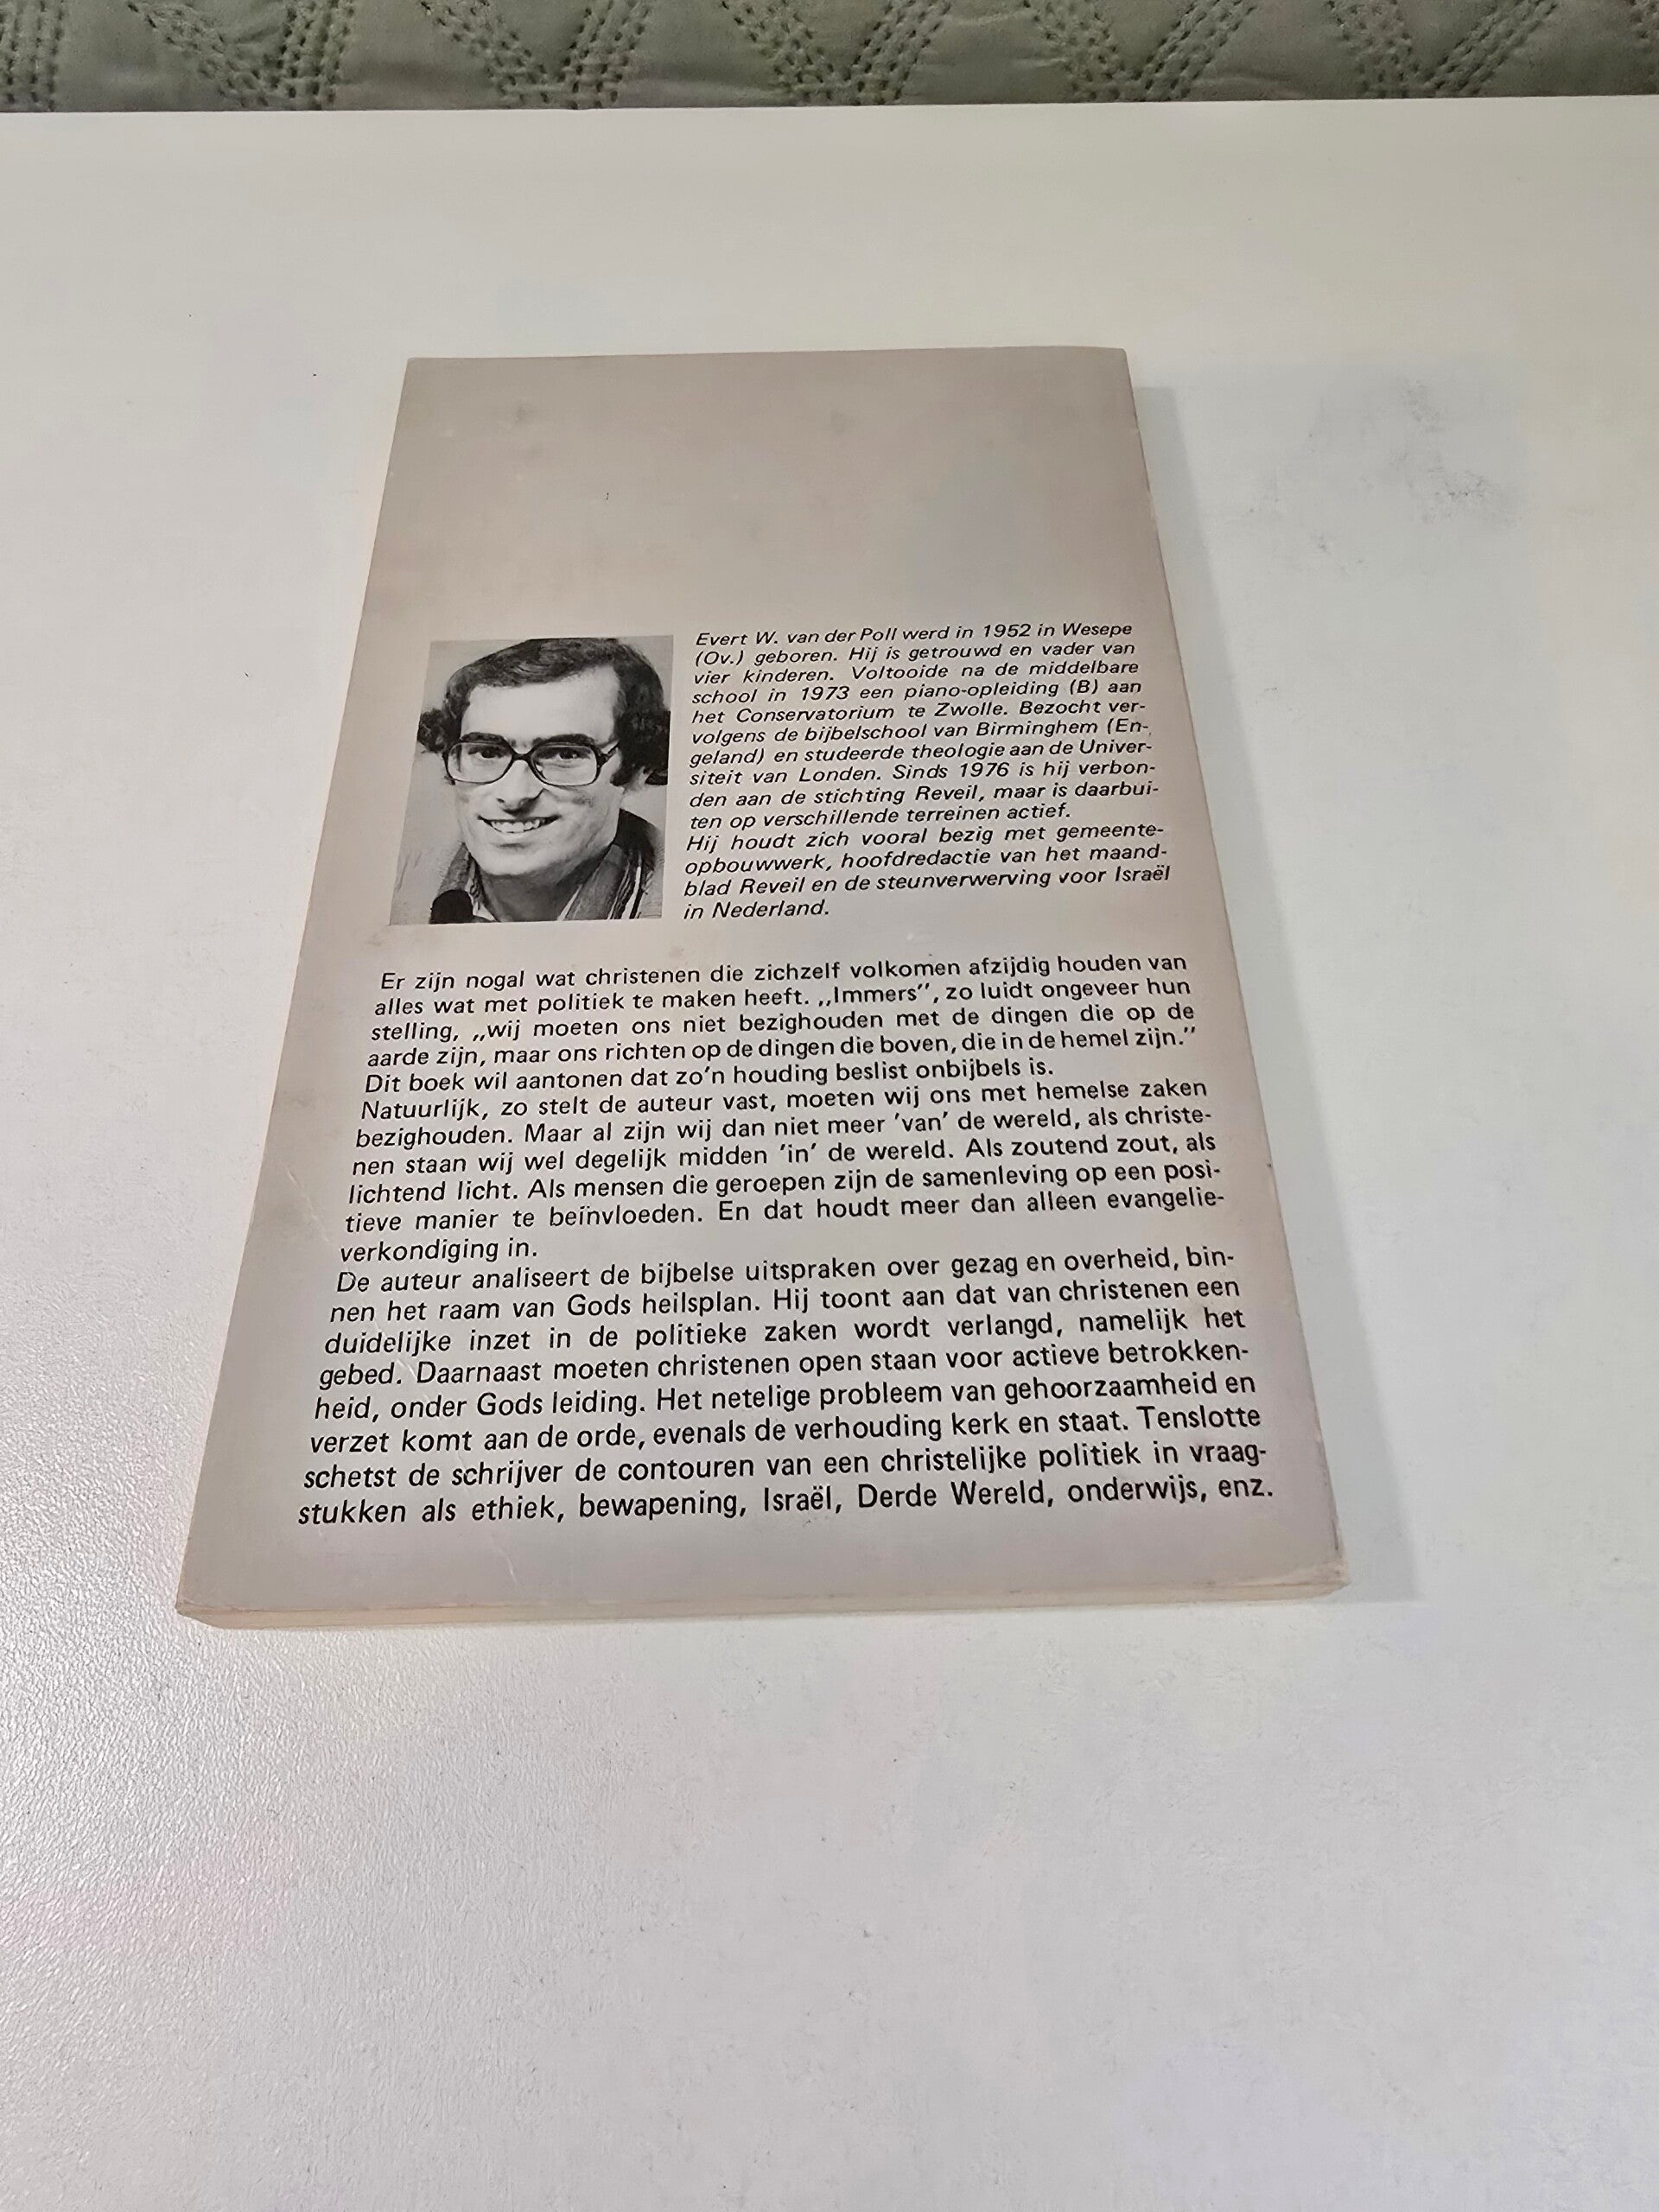 Evert W. van der Poll werd in 1952 in Wesepe
(Ov.) geboren. Hij is getrouwd en vader van
vier kinderen. Voltooide na de middelbare
school in 1973 een piano-opleiding (B) aan
het Conservatorium te Zwolle. Bezocht ver-
volgens de bijbelschool van Birminghem (En-
geland) en studeerde theologie aan de Univer-
siteit van Londen. Sinds 1976 is hij verbon-
den aan de stichting Reveil, maar is daarbui-
ten op verschillende terreinen actief.
Hij houdt zich vooral bezig met gemeente-
opbouwwerk, hoofdredactie van het maand-
blad Reveil en de steunverwerving voor Israël
in Nederland.
Er zijn nogal wat christenen die zichzelf volkomen afzijdig houden van
alles wat met politiek te maken heeft. „Immers”, zo luidt ongeveer hun
stelling, „wij moeten ons niet bezighouden met de dingen die op de
aarde zijn, maar ons richten op de dingen die boven, die in de hemel zijn.”
Dit boek wil aantonen dat zo'n houding beslist onbijbels is.
Natuurlijk, zo stelt de auteur vast, moeten wij ons met hemelse zaken
bezighouden. Maar al zijn wij dan niet meer 'van' de wereld, als christe-
nen staan wij wel degelijk midden 'in' de wereld. Als zoutend zout, als
lichtend licht. Als mensen die geroepen zijn de samenleving op een posi-
tieve manier te beïnvloeden. En dat houdt meer dan alleen evangelie-
verkondiging in.
De auteur analiseert de bijbelse uitspraken over gezag en overheid, bin-
nen het raam van Gods heilsplan. Hij toont aan dat van christenen een
duidelijke inzet in de politieke zaken wordt verlangd, namelijk het
gebed. Daarnaast moeten christenen open staan voor actieve betrokken-
heid, onder Gods leiding. Het netelige probleem van gehoorzaamheid en
verzet komt aan de orde, evenals de verhouding kerk en staat. Tenslotte
schetst de schrijver de contouren van een christelijke politiek in vraag-
stukken als ethiek, bewapening, Israël, Derde Wereld, onderwijs, enz.